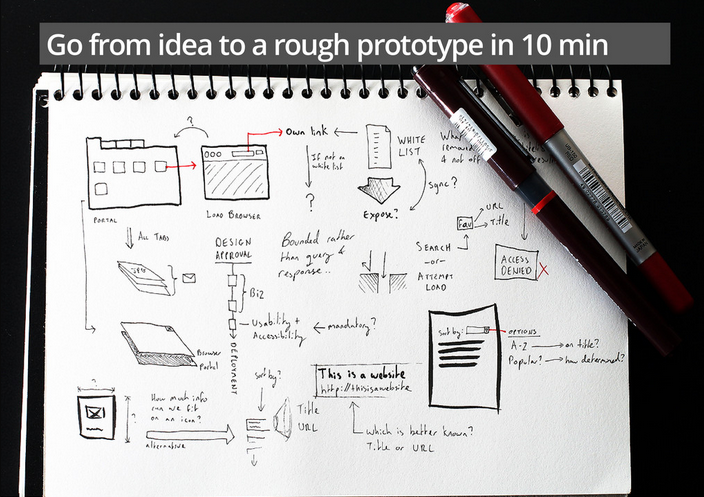 Go from idea to a rough prototype in 10 min
?
Own link
WHITE
LIST
If not on
white list
?
Sync?
Expose?
URL
Fav
Title
PORTAL
LOAD BROWSER
ALL TABS
DESIGN
APPROVAL
Bounded rather
than query &
response..
SEARCH
-or-
ATTEMPT
LOAD
ACCESS
DENIED
X
Biz
Usability +
Accessibility
mandatory?
DEPLOYMENT
Browser
Portal
Sort by:
OPTIONS
A-Z
on title?
Popular?
how determined?
Sort by?
This is a website
http://thisisawebsite
?
How much info
can we fit
on an icon?
?
alternative
Title
URL
Which is better known?
Title or URL